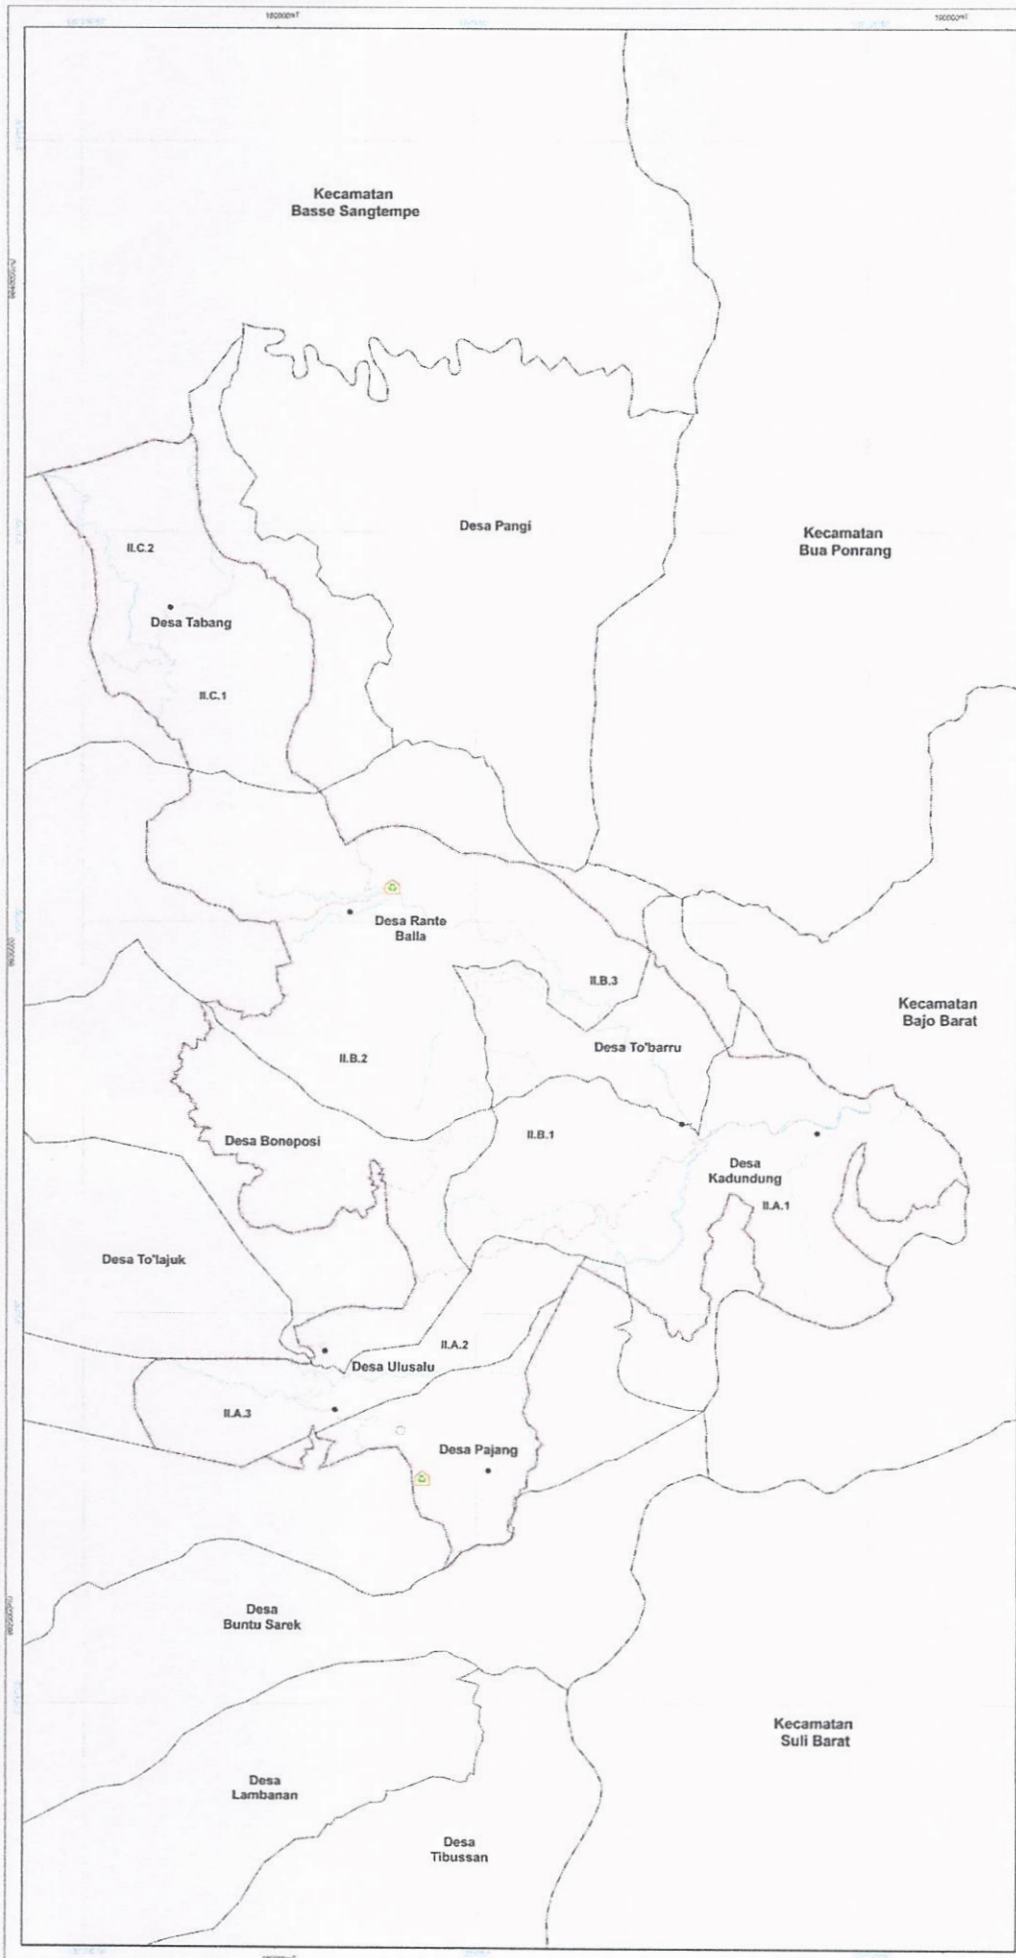 180000mT
190000mT
Kecamatan
Basse Sangtempe
Desa Pangi
Kecamatan
Bua Ponrang
II.C.2
Desa Tabang
II.C.1
Desa Rante
Balla
II.B.3
Kecamatan
Bajo Barat
Desa To'barru
II.B.2
II.B.1
Desa Boneposi
Desa
Kadundung
II.A.1
Desa To'lajuk
II.A.2
Desa Ulusalu
II.A.3
Desa Pajang
Desa
Buntu Sarek
Kecamatan
Suli Barat
Desa
Lambanan
Desa
Tibussan